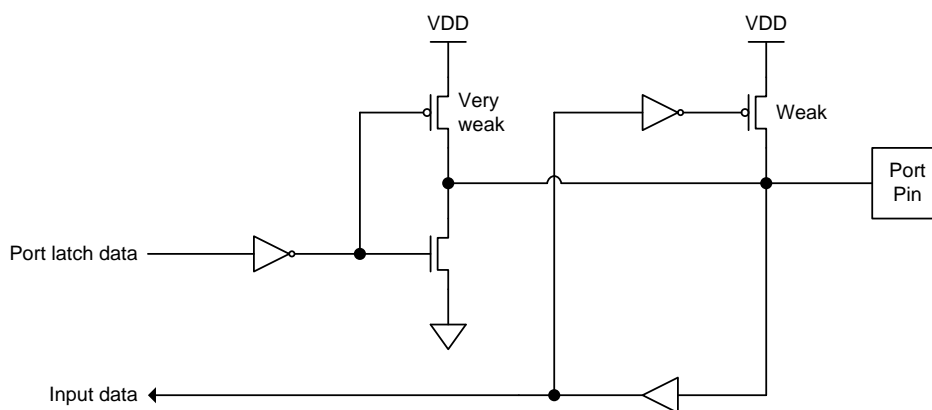 VDD
VDD
Very
weak
Weak
Port
Pin
Port latch data
Input data